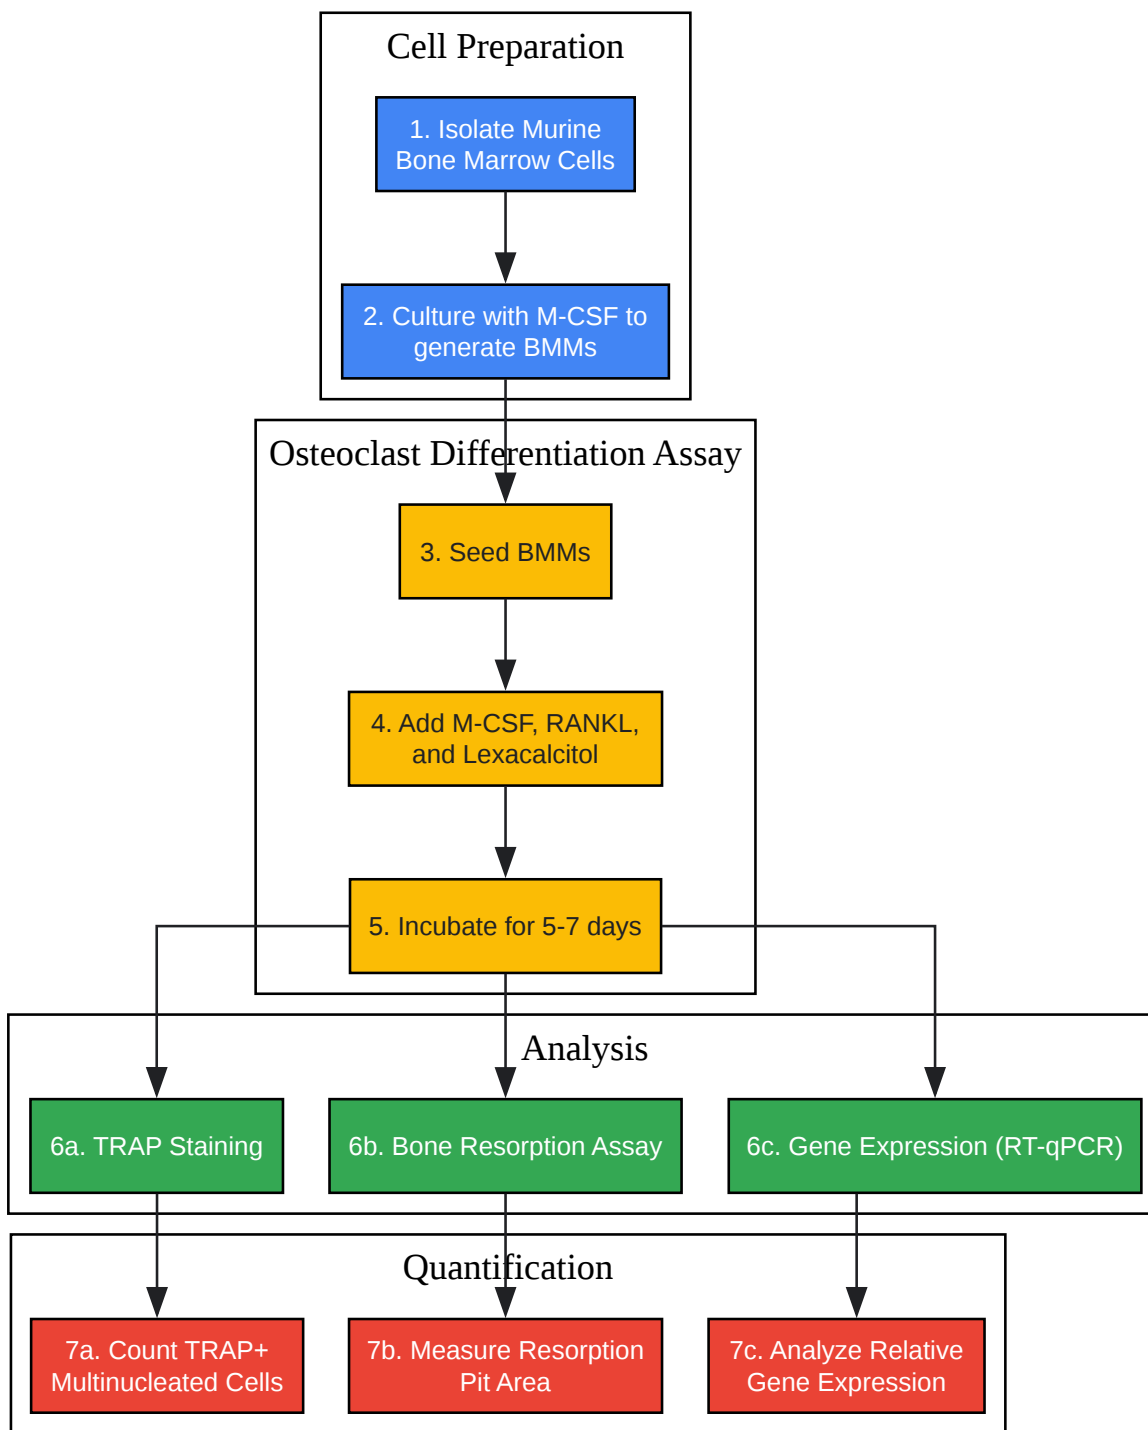 Cell Preparation
1. Isolate Murine
Bone Marrow Cells
2. Culture with M-CSF to
generate BMMs
Osteoclast Differentiation Assay
3. Seed BMMs
4. Add M-CSF, RANKL,
and Lexacalcitol
5. Incubate for 5-7 days
Analysis
6a. TRAP Staining
6b. Bone Resorption Assay
6c. Gene Expression (RT-qPCR)
Quantification
7a. Count TRAP+
Multinucleated Cells
7b. Measure Resorption
Pit Area
7c. Analyze Relative
Gene Expression